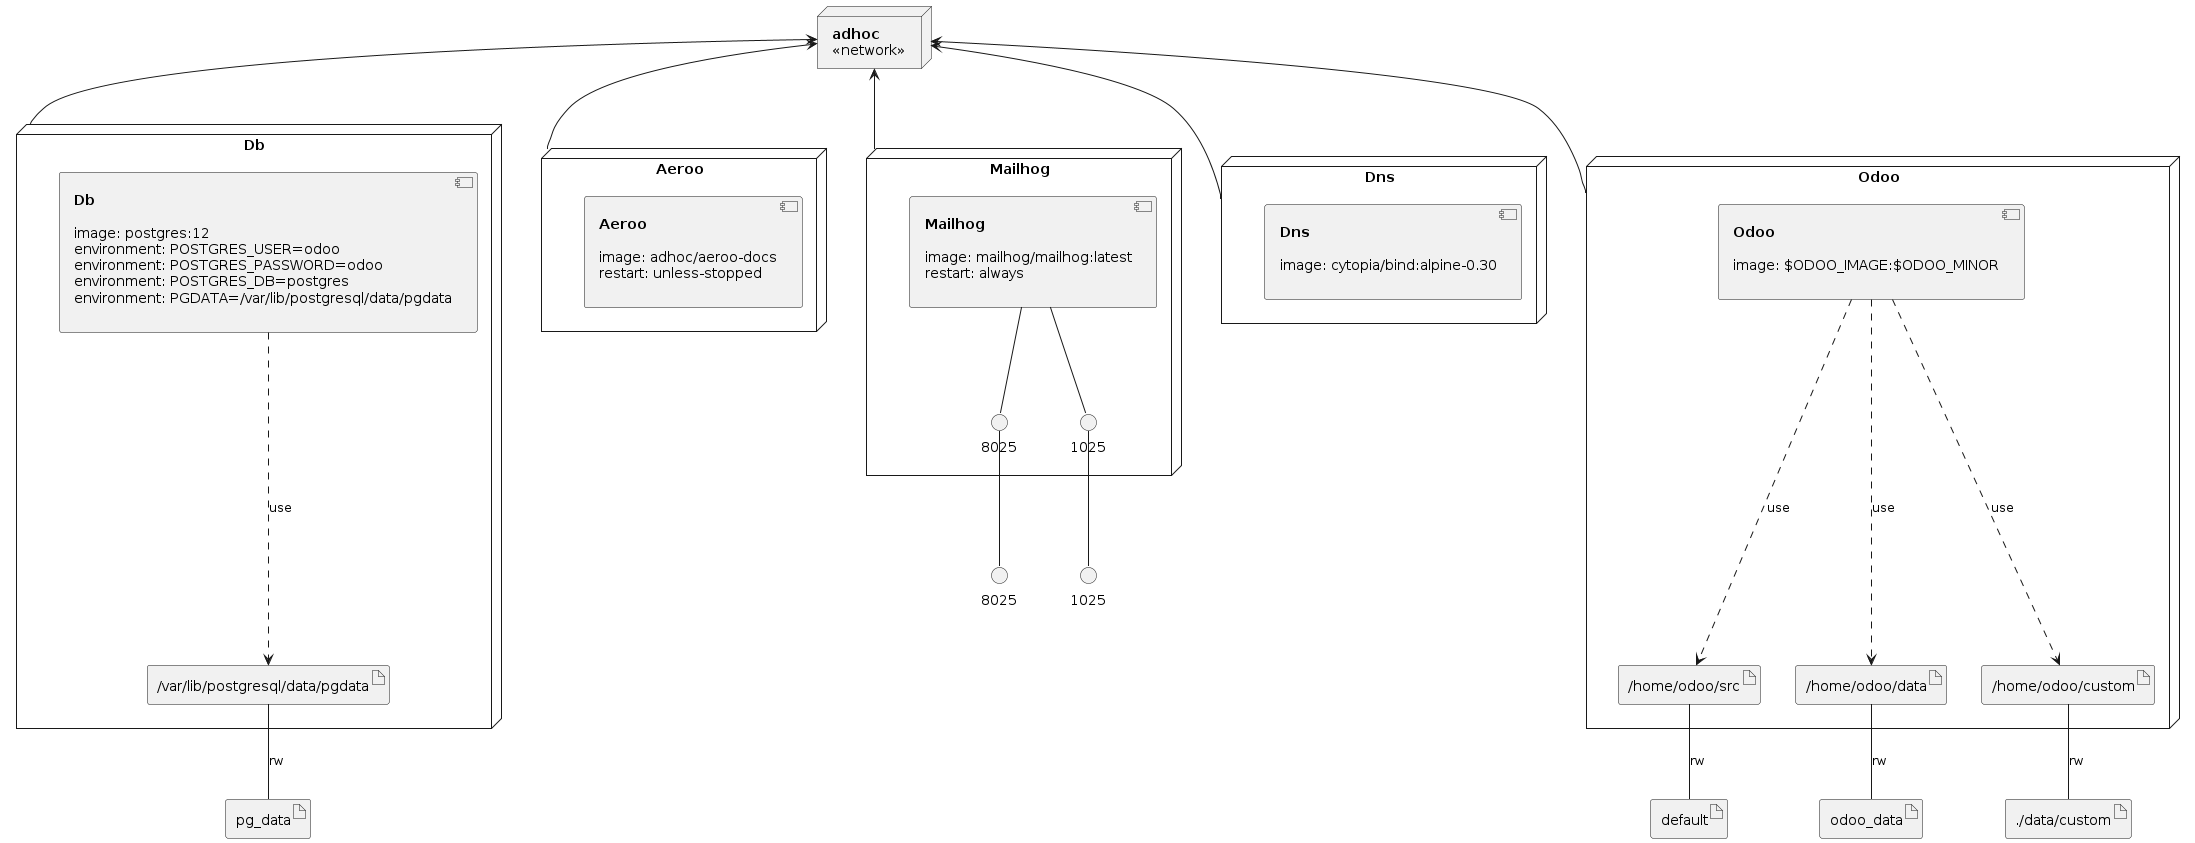 adhoc
«network»
Db
Db
image: postgres:12
environment: POSTGRES_USER=odoo
environment: POSTGRES_PASSWORD=odoo
environment: POSTGRES_DB=postgres
environment: PGDATA=/var/lib/postgresql/data/pgdata
use
/var/lib/postgresql/data/pgdata
rw
pg_data
Aeroo
Aeroo
image: adhoc/aeroo-docs
restart: unless-stopped
Mailhog
Mailhog
image: mailhog/mailhog:latest
restart: always
8025
1025
8025
1025
Dns
Dns
image: cytopia/bind:alpine-0.30
Odoo
Odoo
image: $ODOO_IMAGE:$ODOO_MINOR
use
use
use
/home/odoo/src
/home/odoo/data
/home/odoo/custom
rw
rw
rw
default
odoo_data
./data/custom